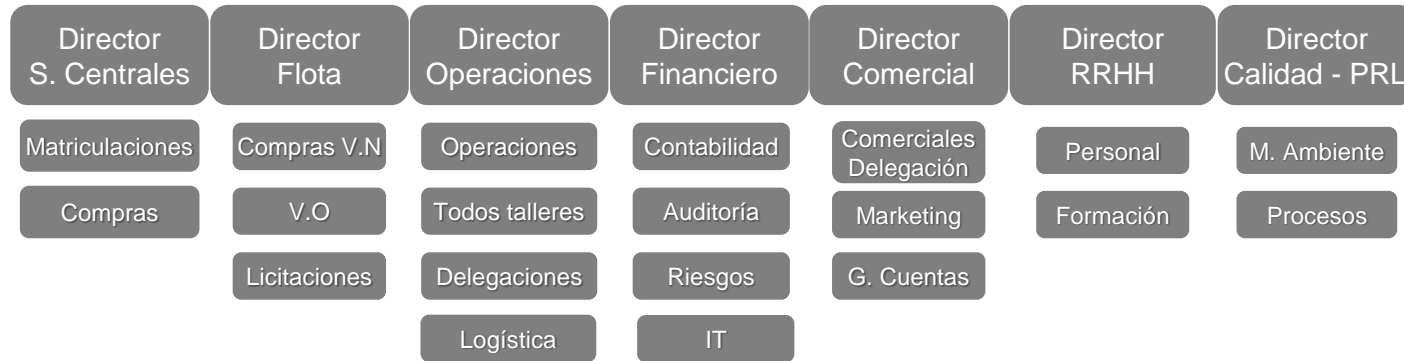 Director
S. Centrales
Director
Flota
Director
Operaciones
Director
Financiero
Director
Comercial
Director
RRHH
Director
Calidad - PRL
Matriculaciones
Compras V.N
Operaciones
Contabilidad
Comerciales
Delegación
Personal
M. Ambiente
Compras
V.O
Todos talleres
Auditoría
Marketing
Formación
Procesos
Licitaciones
Delegaciones
Riesgos
G. Cuentas
Logística
IT